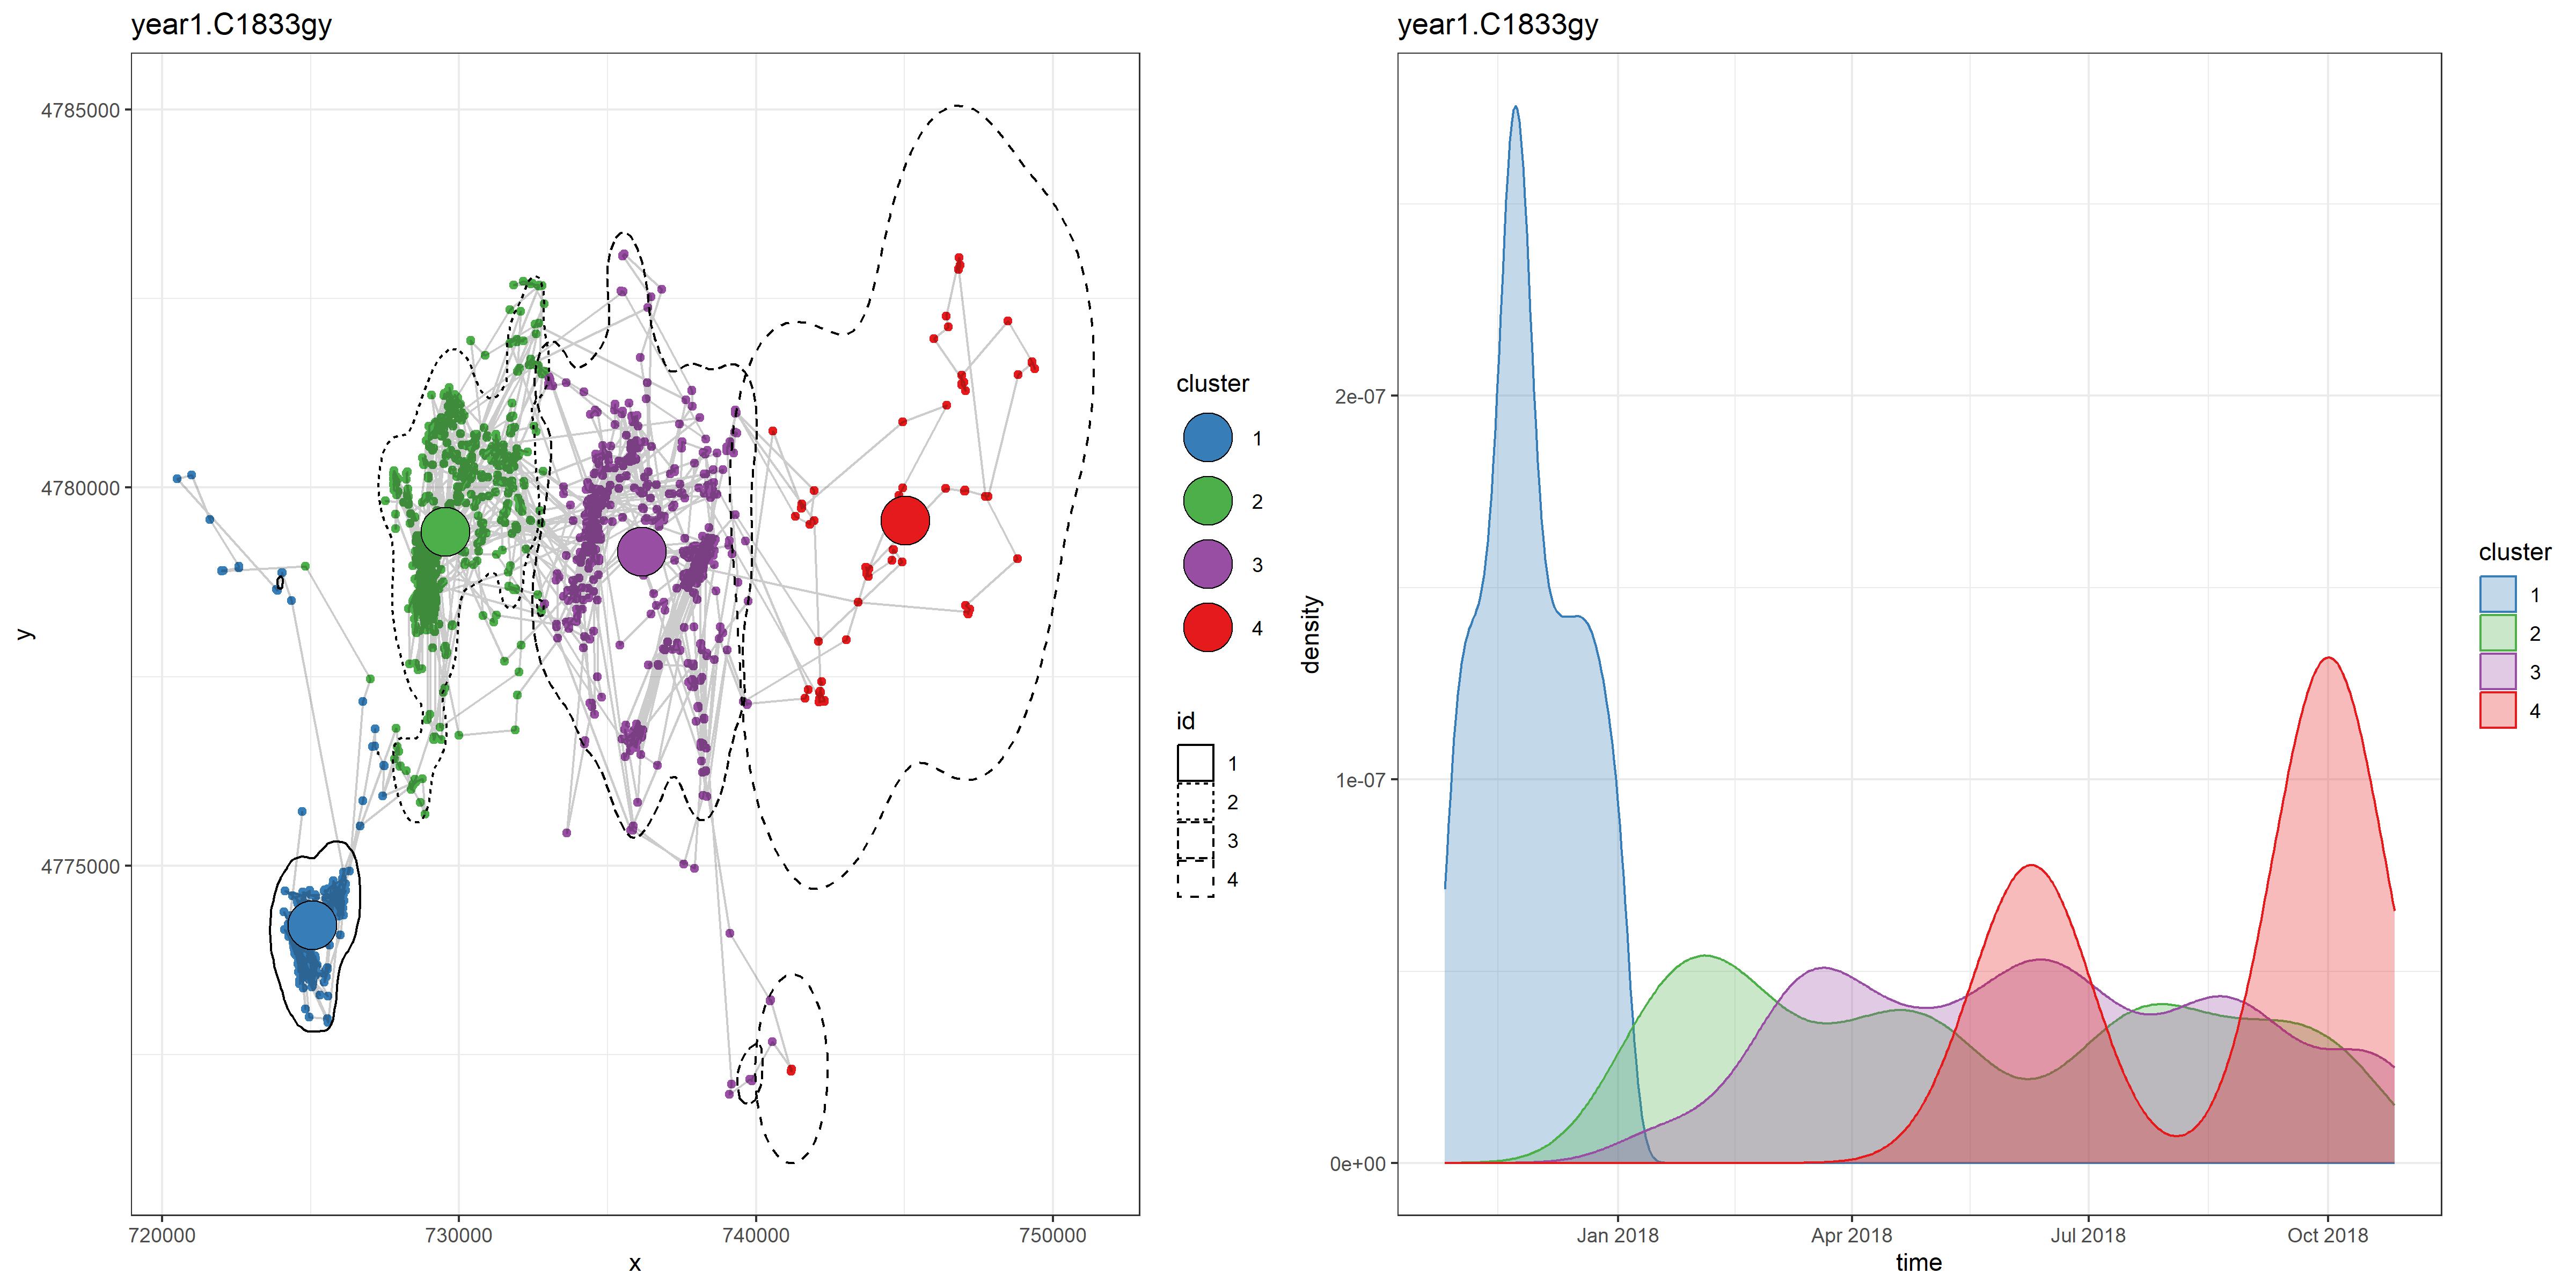 year1.C1833gy
4785000
4780000
4775000
y
720000
730000
740000
750000
x
cluster
1
2
3
4
id
1
2
3
4
year1.C1833gy
2e-07
1e-07
0e+00
density
Jan 2018
Apr 2018
Jul 2018
Oct 2018
time
cluster
1
2
3
4